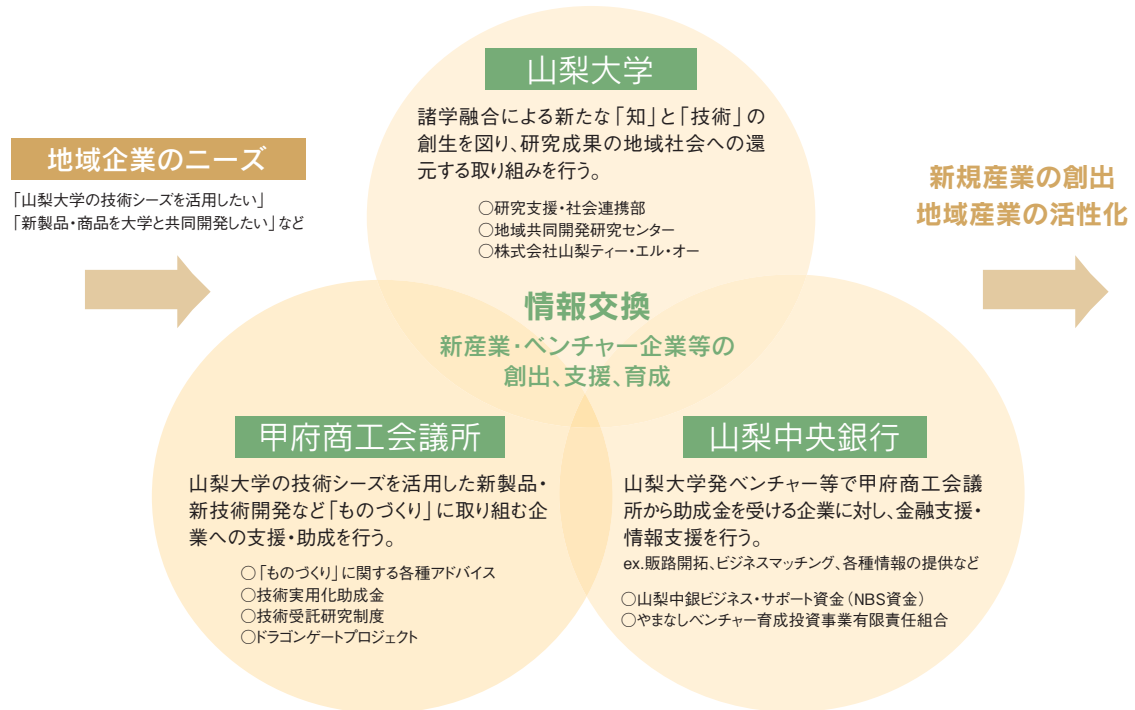 山梨大学
諸学融合による新たな「知」と「技術」の
創生を図り、研究成果の地域社会への還
元する取り組みを行う。
○研究支援・社会連携部
○地域共同開発研究センター
○株式会社山梨ティー・エル・オー
地域企業のニーズ
「山梨大学の技術シーズを活用したい」
「新製品・商品を大学と共同開発したい」など
新規産業の創出
地域産業の活性化
情報交換
新産業・ベンチャー企業等の
創出、支援、育成
甲府商工会議所
山梨大学の技術シーズを活用した新製品・
新技術開発など「ものづくり」に取り組む企
業への支援・助成を行う。
○「ものづくり」に関する各種アドバイス
○技術実用化助成金
○技術受託研究制度
○ドラゴンゲートプロジェクト
山梨中央銀行
山梨大学発ベンチャー等で甲府商工会議
所から助成金を受ける企業に対し、金融支援・
情報支援を行う。
ex.販路開拓、ビジネスマッチング、各種情報の提供など
○山梨中銀ビジネス・サポート資金（NBS資金）
○やまなしベンチャー育成投資事業有限責任組合